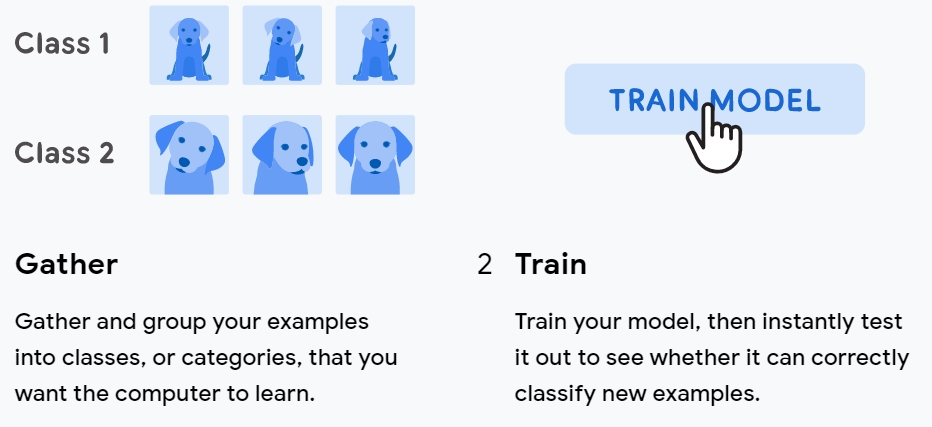 Class 1
TRAIN MODEL
Class 2
Gather
Gather and group your examples
into classes, or categories, that you
want the computer to learn.
2 Train
Train your model, then instantly test
it out to see whether it can correctly
classify new examples.